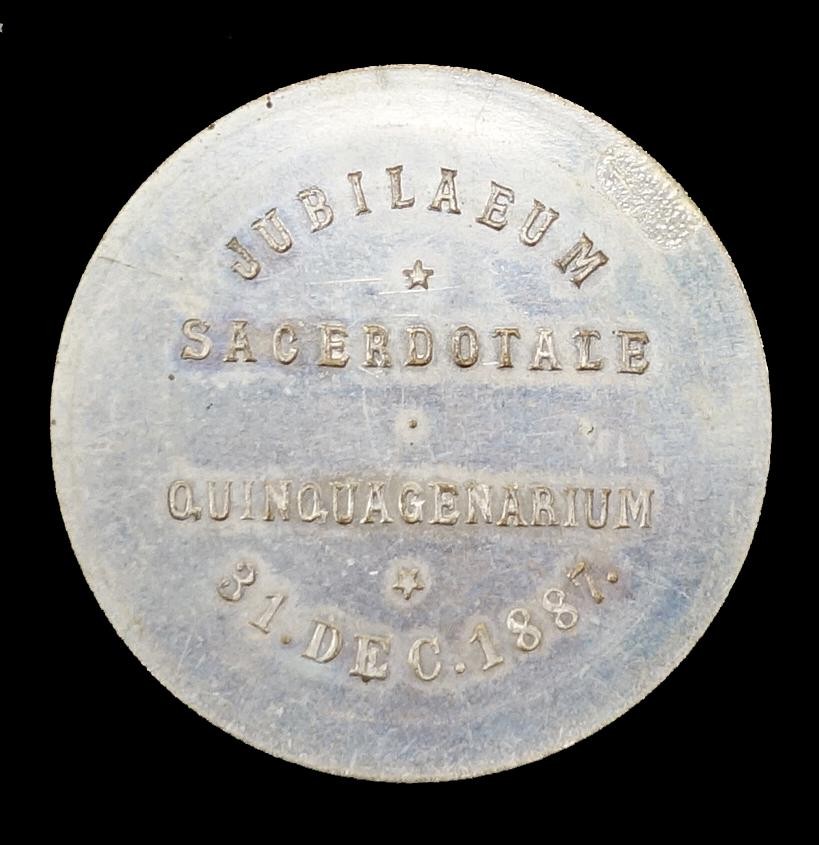 JUBILAEUM
SACERDOTALE
QUINQUAGENARIUM
31. DEC. 1887.